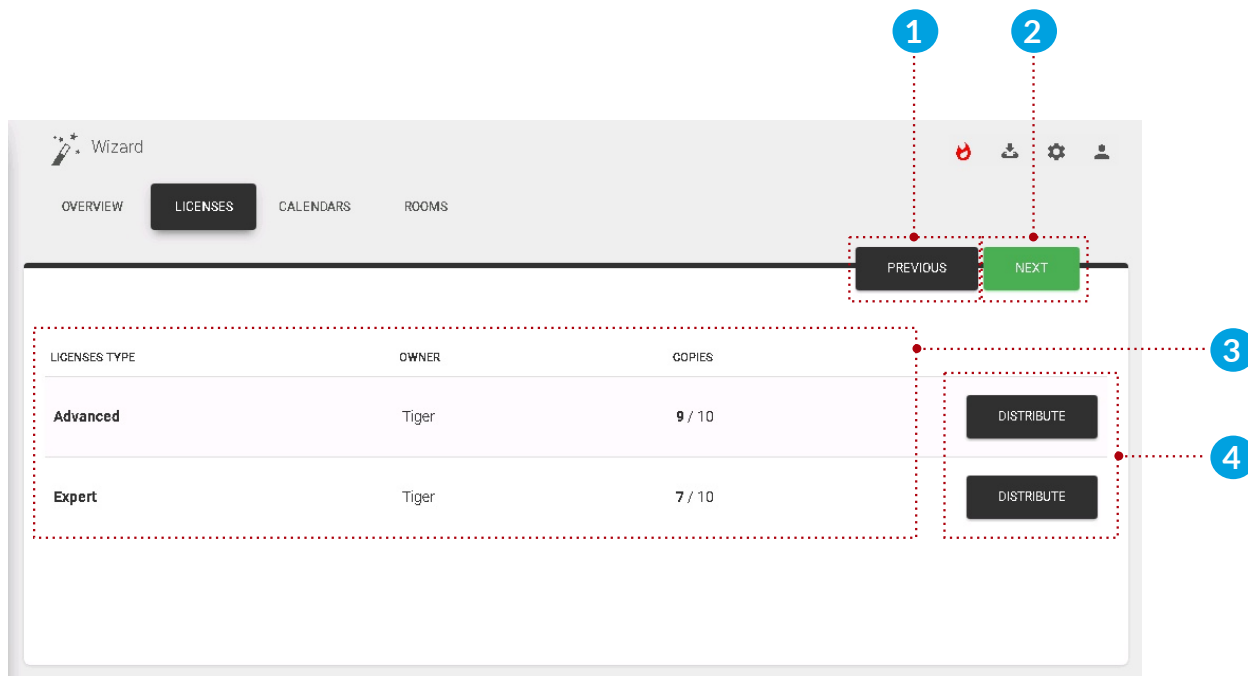 1 2
Wizard
OVERVIEW LICENSES CALENDARS ROOMS
PREVIOUS NEXT
LICENSES TYPE OWNER COPIES
3
Advanced Tiger 9 / 10 DISTRIBUTE
4
Expert Tiger 7 / 10 DISTRIBUTE